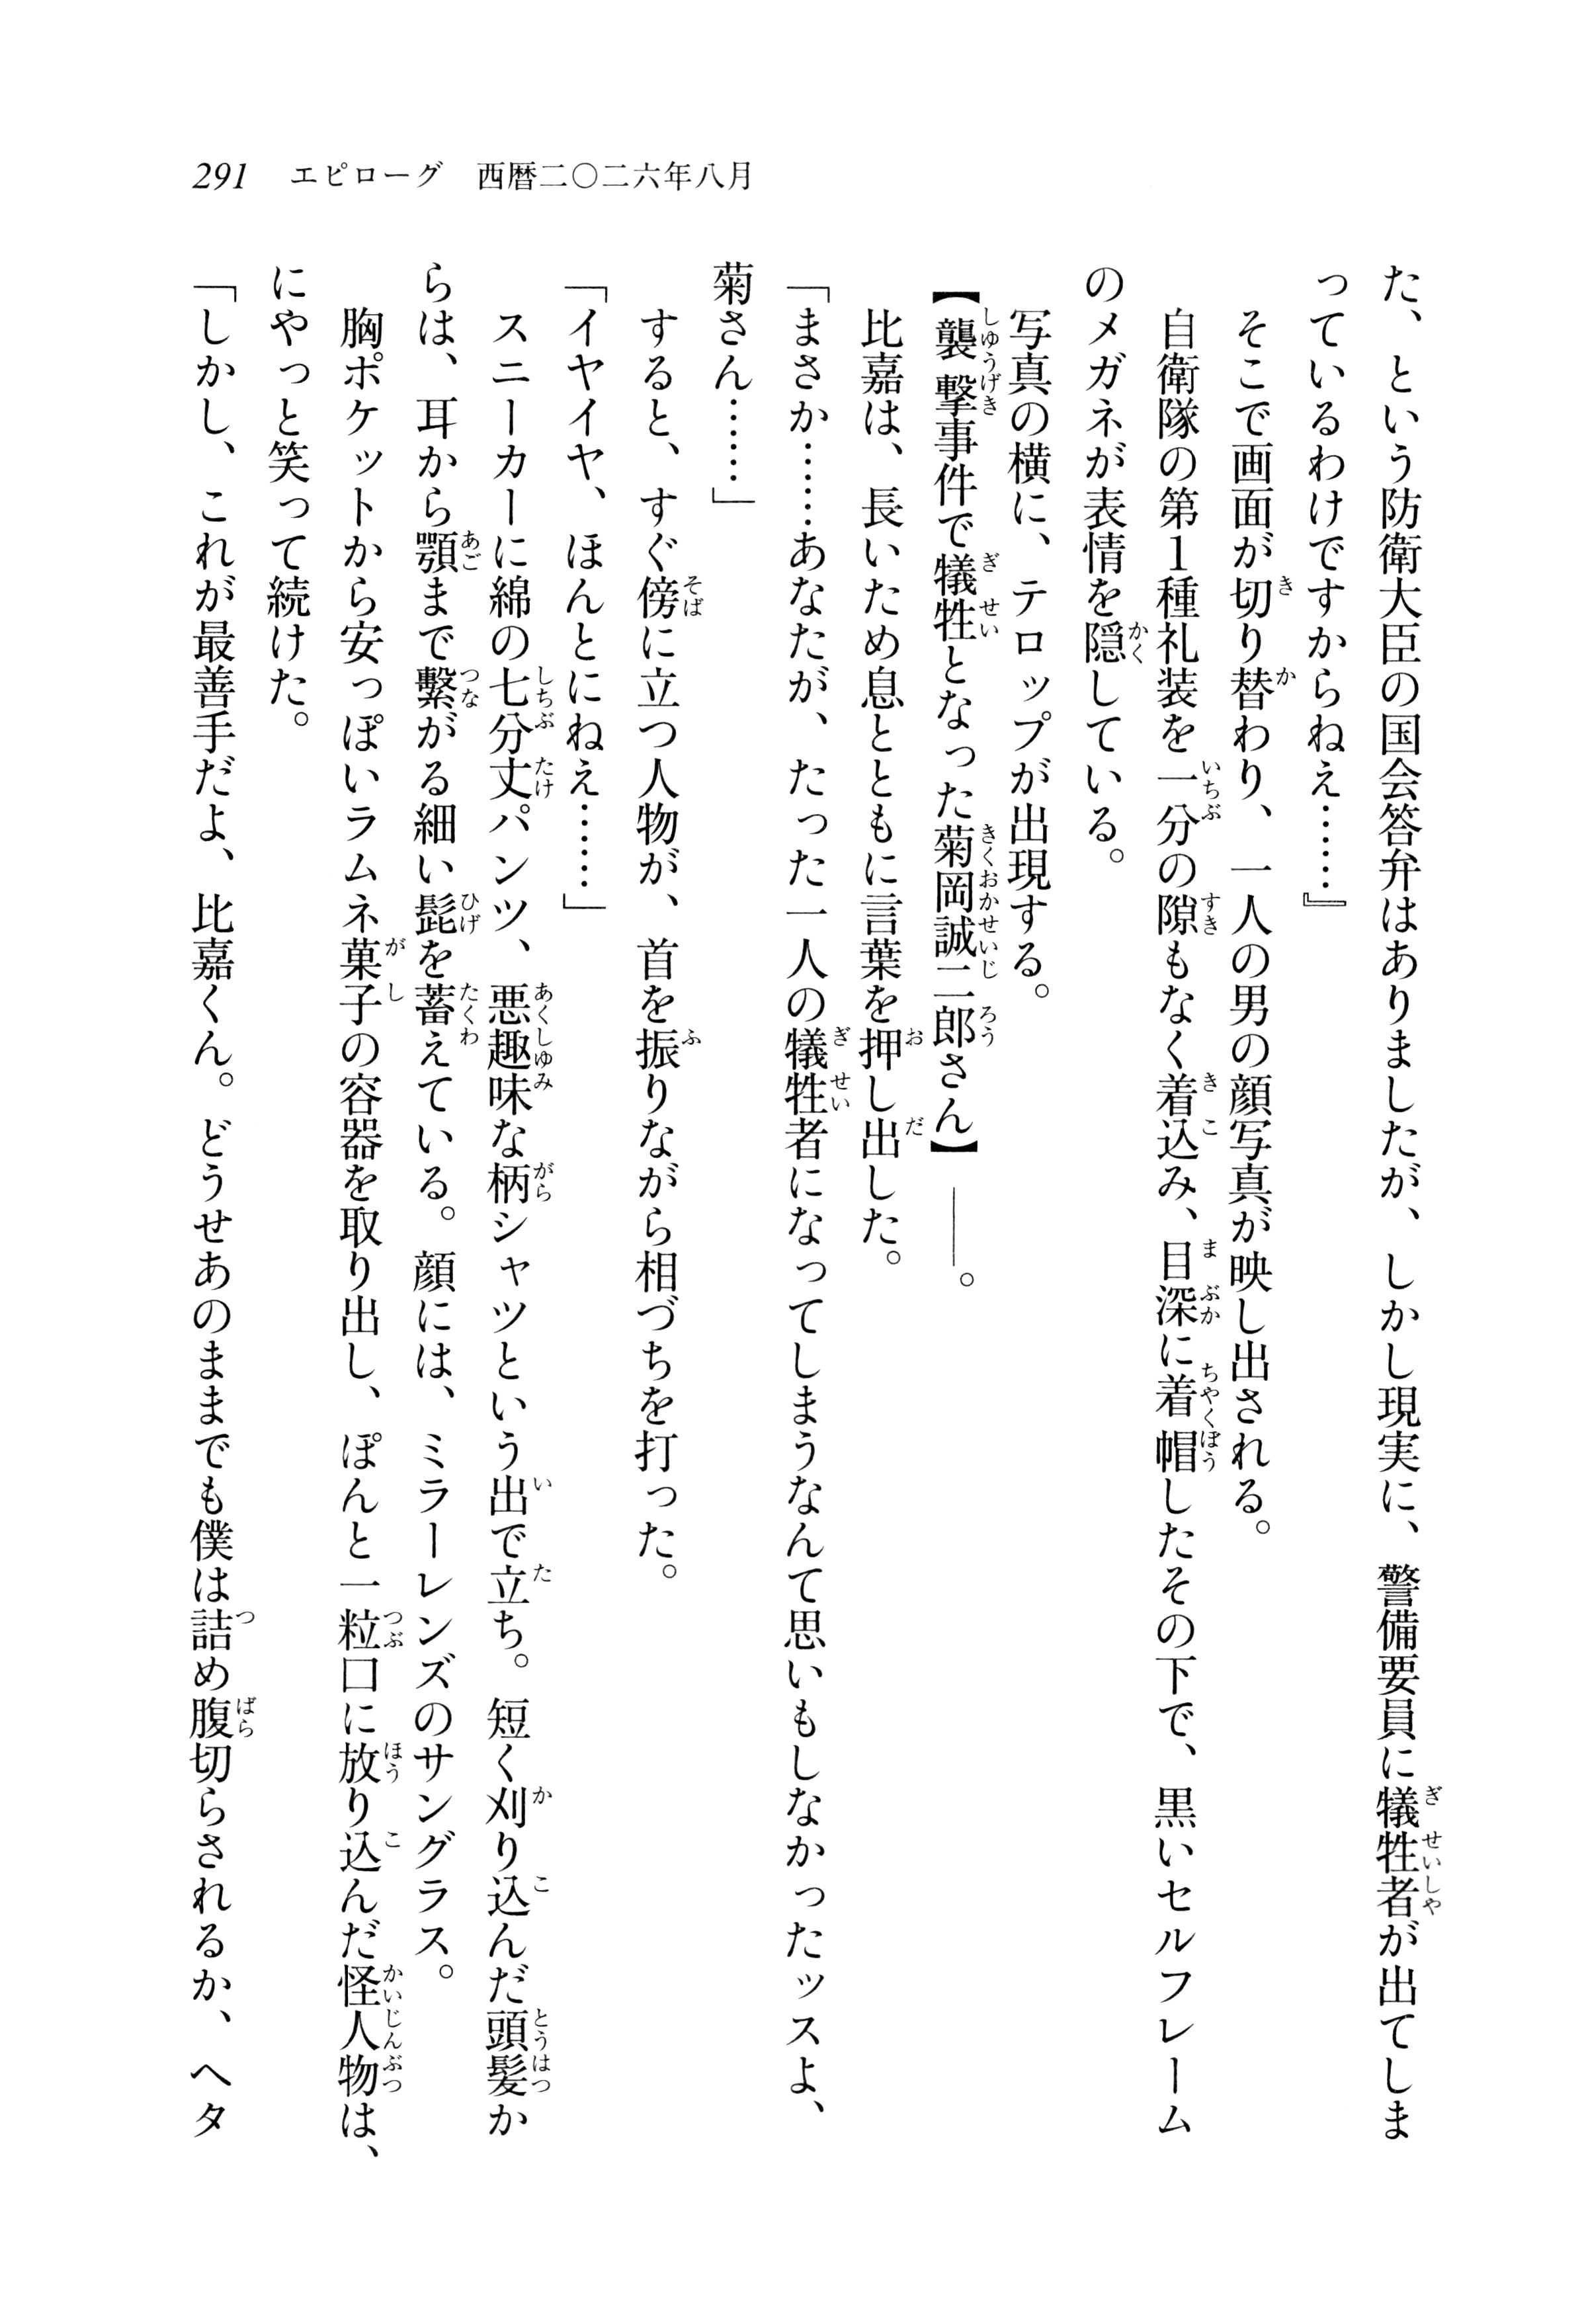 291 エピローグ 西暦二〇二六年八月
た、という防衛大臣の国会答弁はありましたが、しかし現実に、警備要員に犠牲者が出てしま
っているわけですからねえ……』
そこで画面が切り替わり、一人の男の顔写真が映し出される。
自衛隊の第1種礼装を一分の隙もなく着込み、目深に着帽したその下で、黒いセルフレーム
のメガネが表情を隠している。
写真の横に、テロップが出現する。
【襲撃事件で犠牲となった菊岡誠二郎さん】――。
比嘉は、長いため息とともに言葉を押し出した。
「まさか……あなたが、たった一人の犠牲者になってしまうなんて思いもしなかったッスよ、
菊さん……」
すると、すぐ傍に立つ人物が、首を振りながら相づちを打った。
「イヤイヤ、ほんとにねえ……」
スニーカーに綿の七分丈パンツ、悪趣味な柄シャツという出で立ち。短く刈り込んだ頭髪か
らは、耳から顎まで繋がる細い髭を蓄えている。顔には、ミラーレンズのサングラス。
胸ポケットから安っぽいラムネ菓子の容器を取り出し、ぽんと一粒口に放り込んだ怪人物は、
にやっと笑って続けた。
「しかし、これが最善手だよ、比嘉くん。どうせあのままでも僕は詰め腹切らされるか、ヘタ